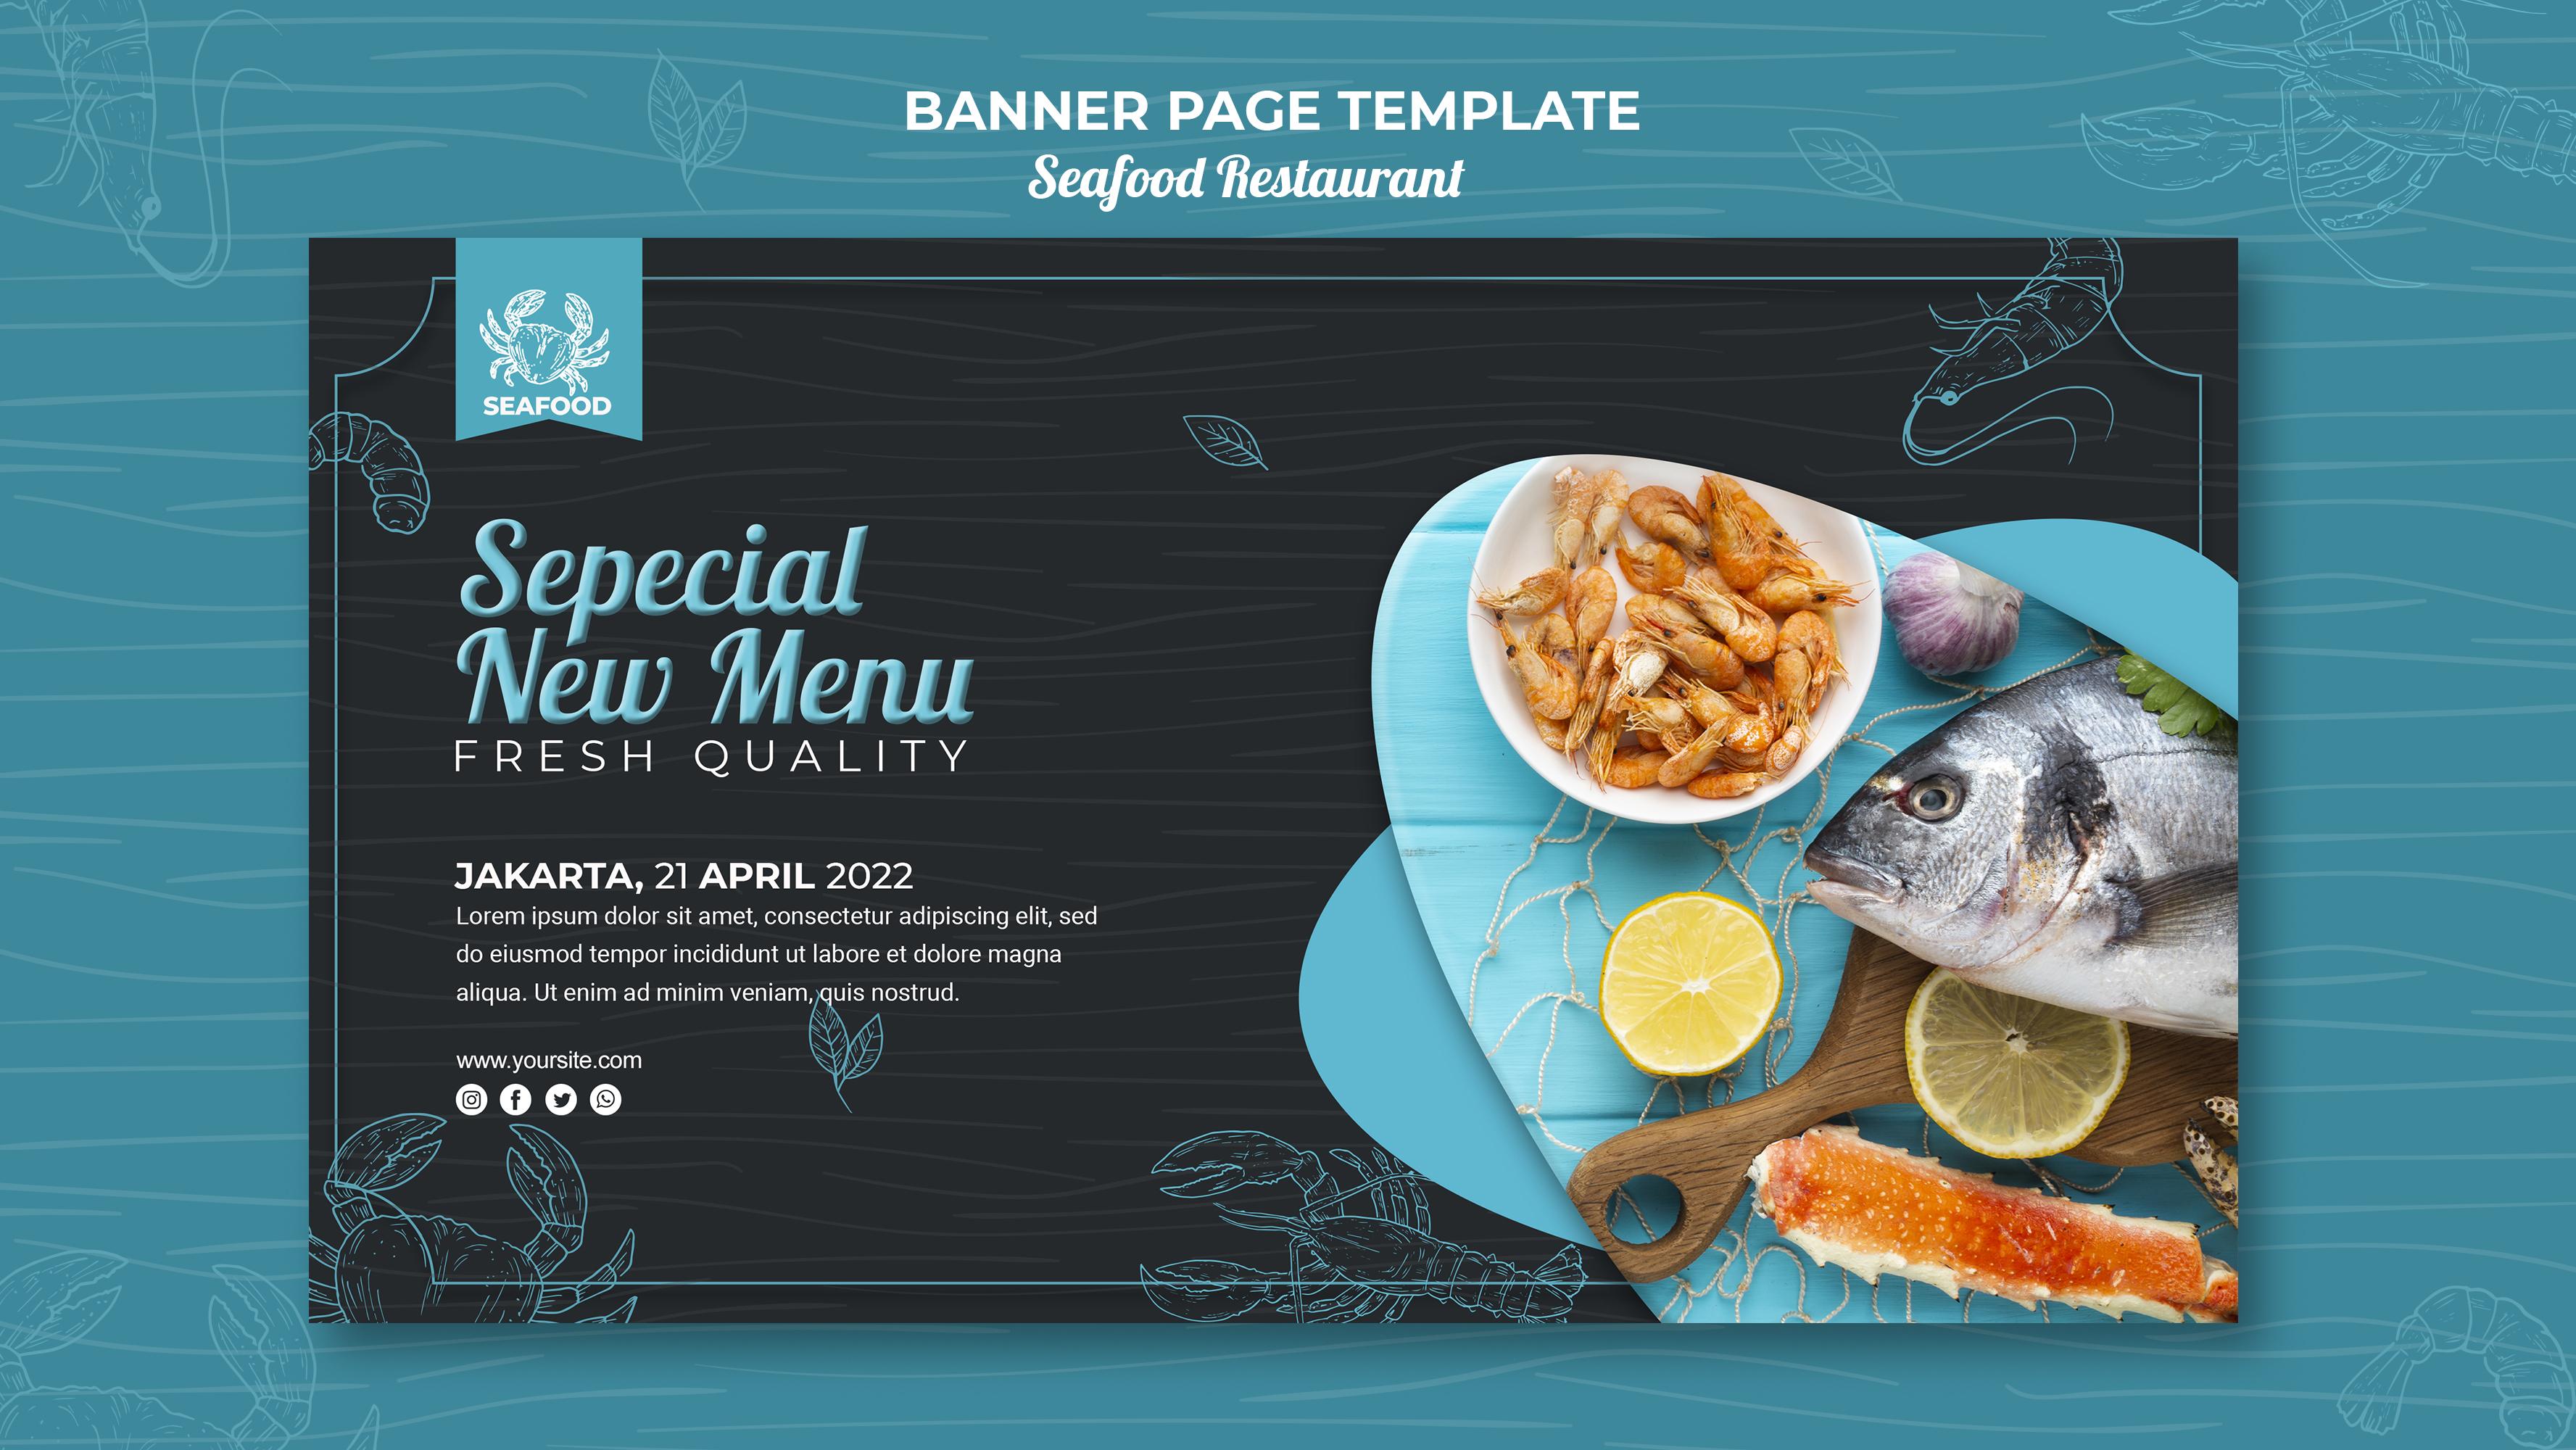 BANNER PAGE TEMPLATE
Seafood Restaurant
SEAFOOD
Sepecial
New Menu
FRESH QUALITY
JAKARTA, 21 APRIL 2022
Lorem ipsum dolor sit amet, consectetur adipiscing elit, sed
do eiusmod tempor incididunt ut labore et dolore magna
aliqua. Ut enim ad minim veniam, quis nostrud.
www.yoursite.com